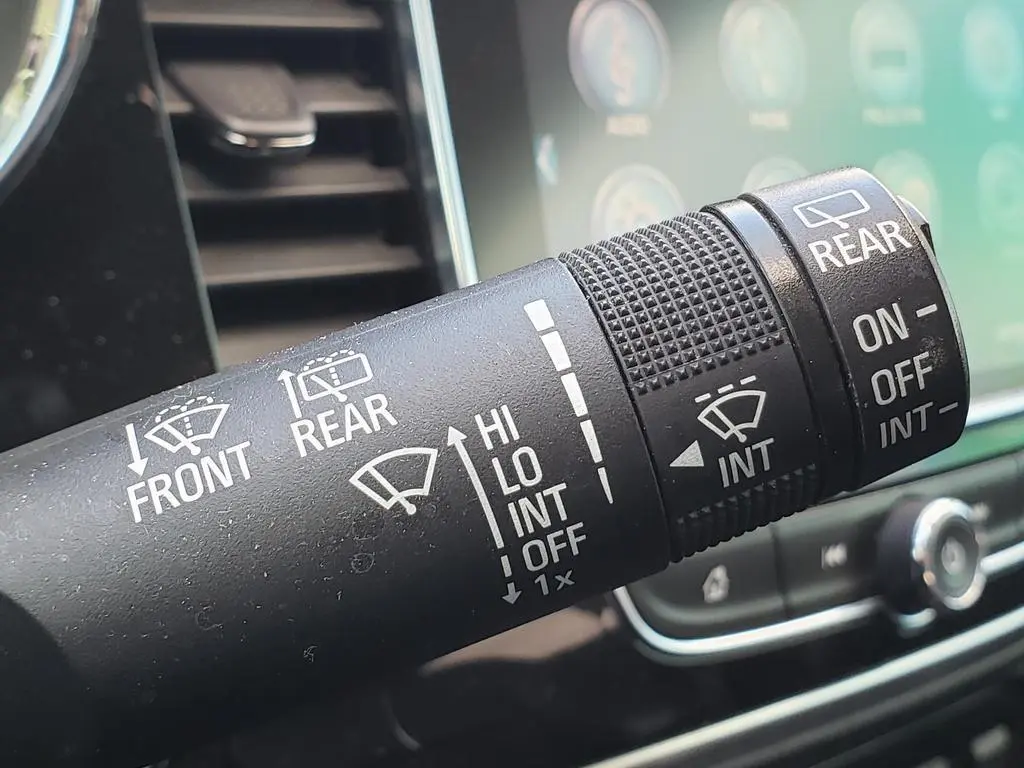 FRONT
REAR
HI
LO
INT
OFF
1x
INT
REAR
ON
OFF
INT